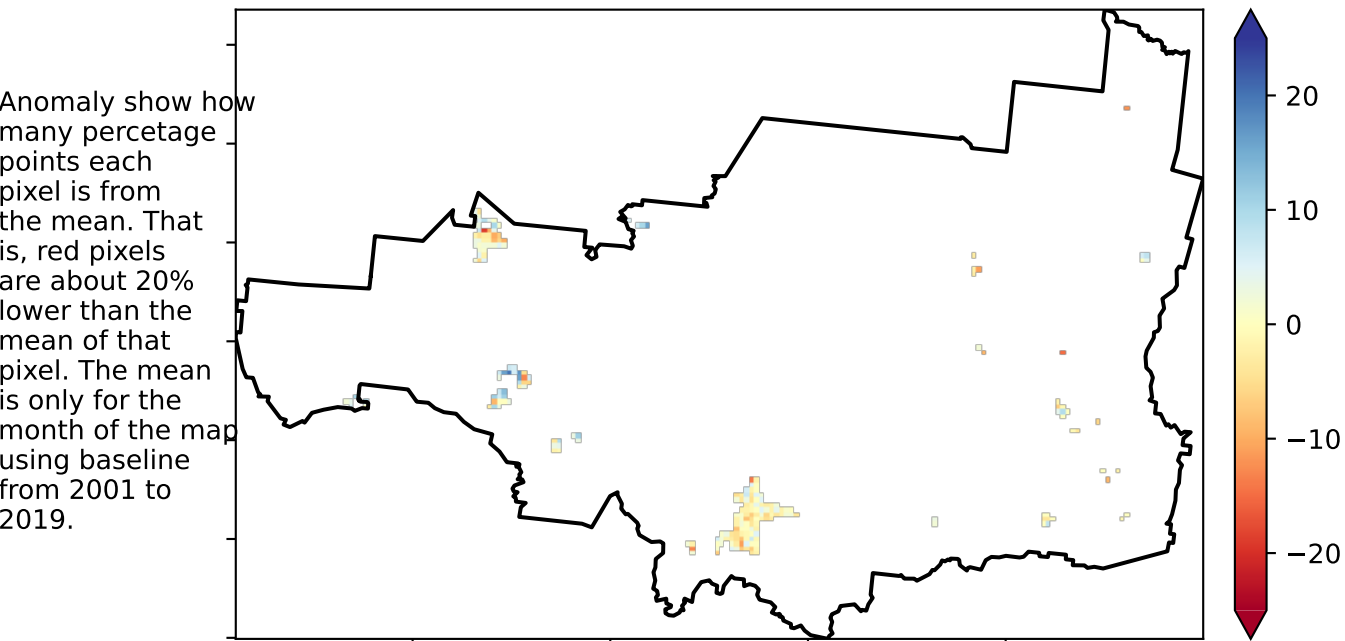 Anomaly show how
many percetage
points each
pixel is from
the mean. That
is, red pixels
are about 20%
lower than the
mean of that
pixel. The mean
is only for the
month of the map
using baseline
from 2001 to
2019.
20
10
0
−10
−20